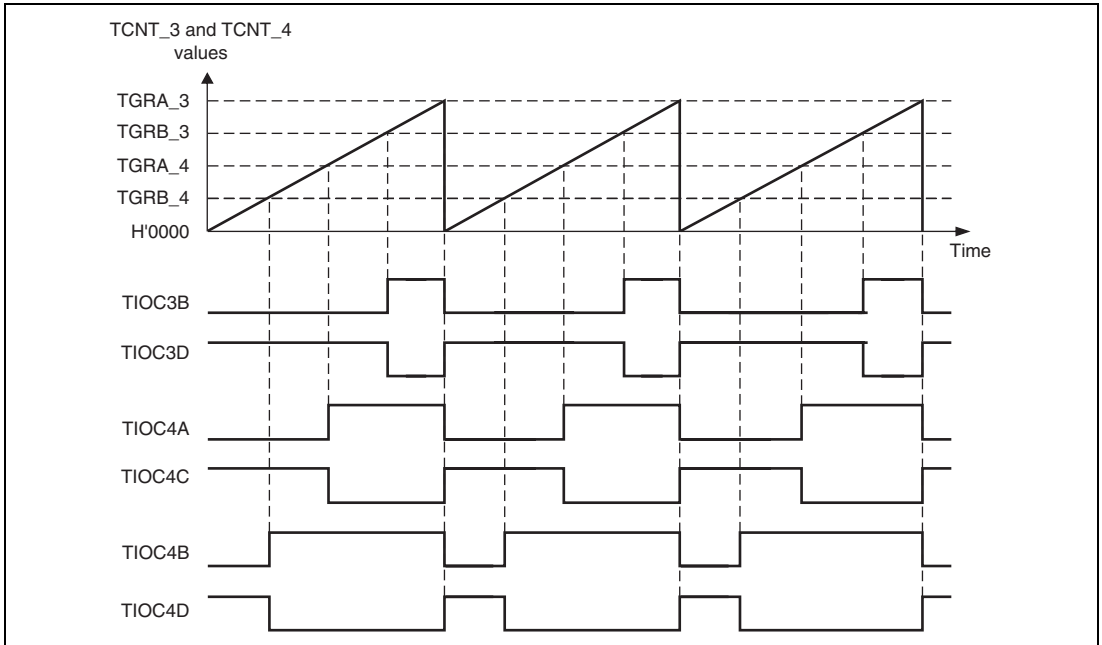 TCNT_3 and TCNT_4
values
TGRA_3
TGRB_3
TGRA_4
TGRB_4
H'0000
Time
TIOC3B
TIOC3D
TIOC4A
TIOC4C
TIOC4B
TIOC4D